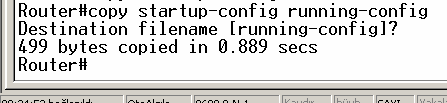 Router#copy startup-config running-config
Destination filename [running-config]?
499 bytes copied in 0.889 secs
Router#